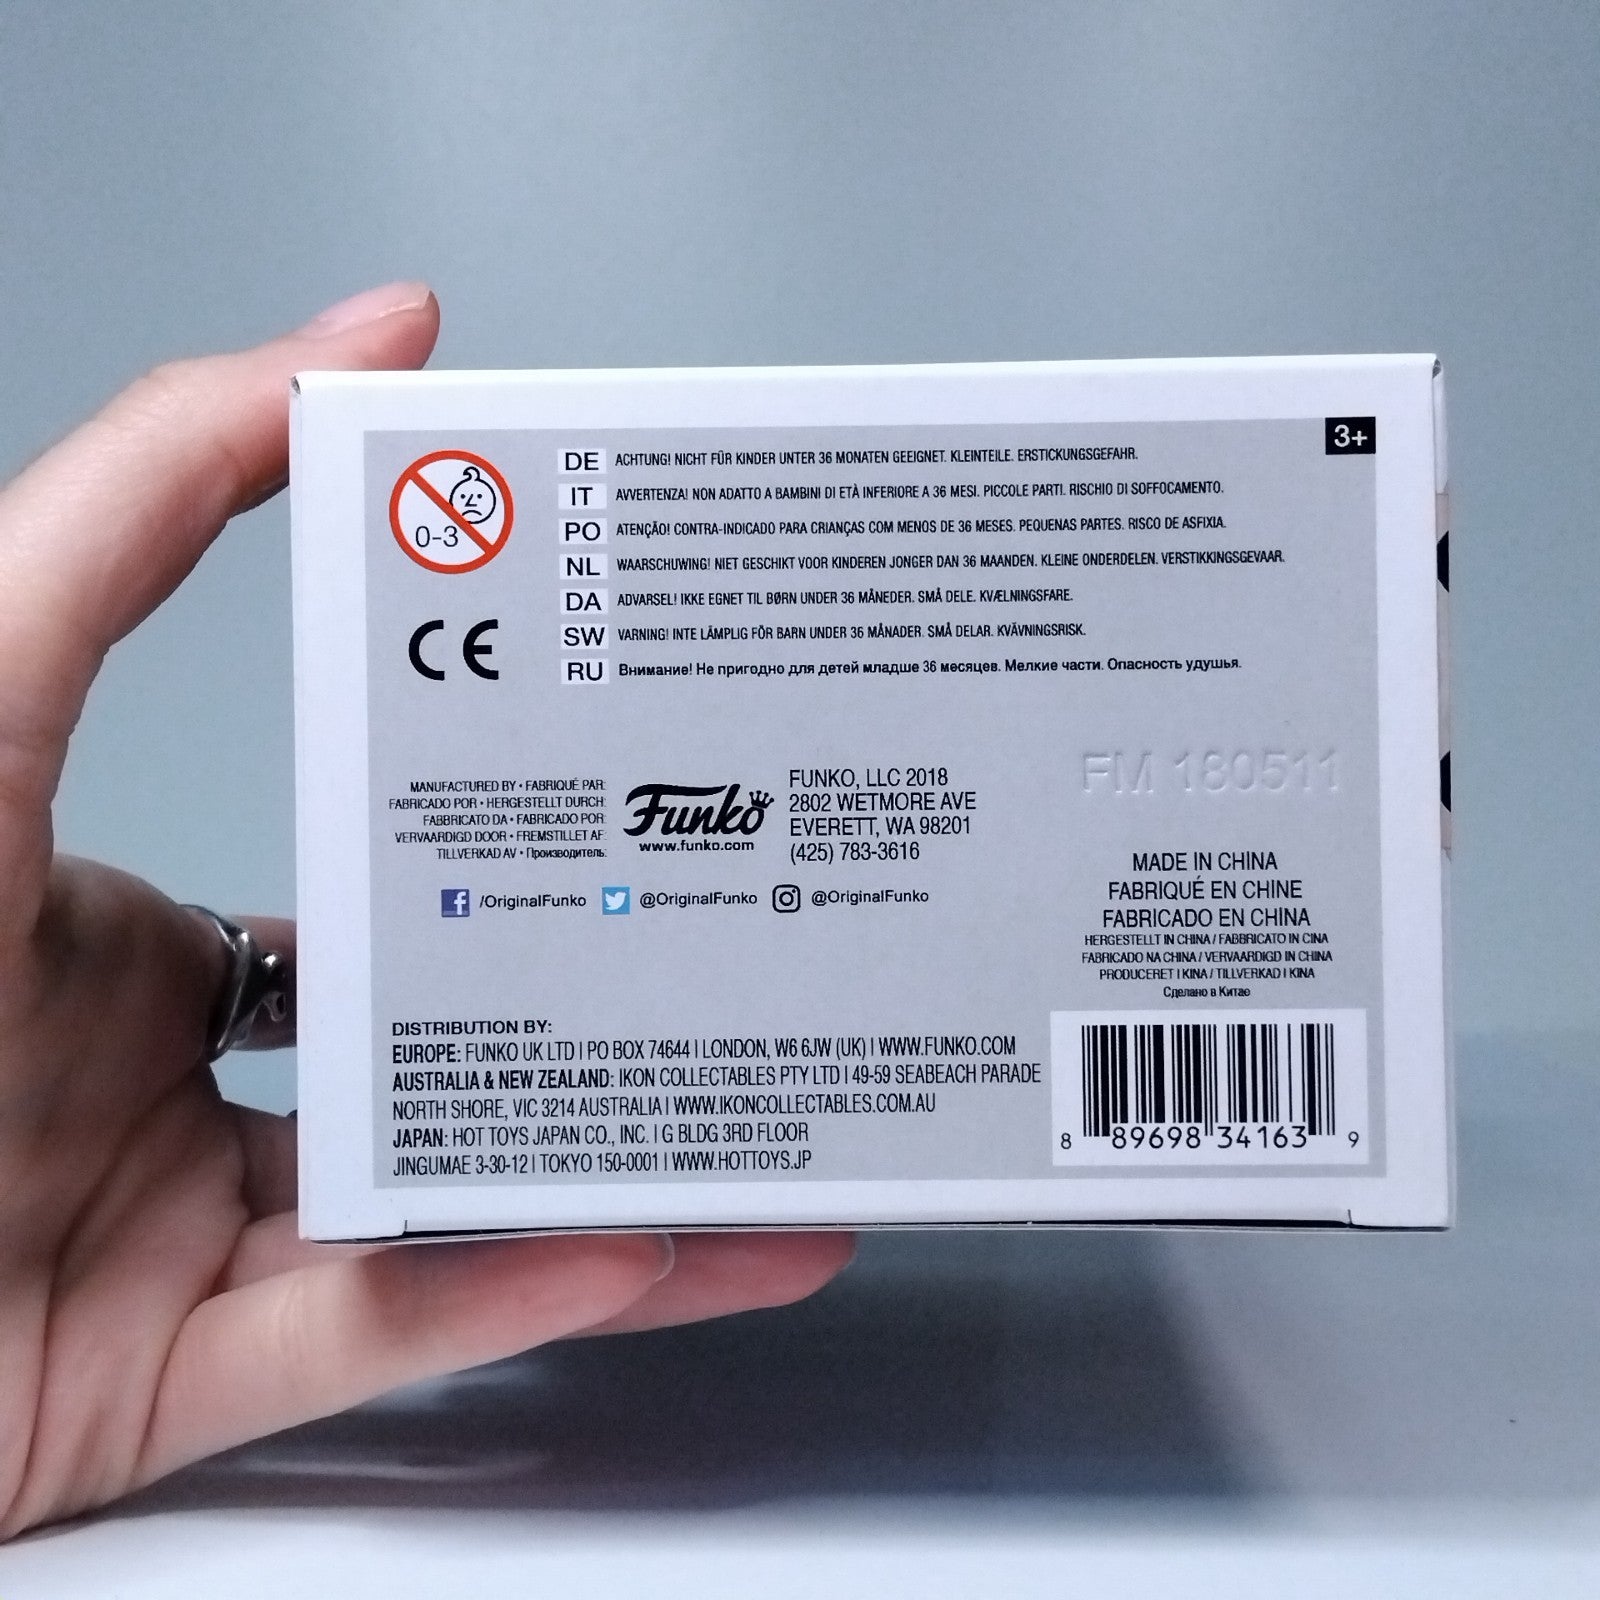 3+
0-3
DE ACHTUNG! NICHT FÜR KINDER UNTER 36 MONATEN GEEIGNET. KLEINTEILE. ERSTICKUNGSGEFAHR.
IT AVVERTENZA! NON ADATTO A BAMBINI DI ETÀ INFERIORE A 36 MESI. PICCOLE PARTI. RISCHIO DI SOFFOCAMENTO.
PO ATENÇÃO! CONTRA-INDICADO PARA CRIANÇAS COM MENOS DE 36 MESES. PEQUENAS PARTES. RISCO DE ASFIXIA.
NL WAARSCHUWING! NIET GESCHIKT VOOR KINDEREN JONGER DAN 36 MAANDEN. KLEINE ONDERDELEN. VERSTIKKINGSGEVAAR.
DA ADVARSEL! IKKE EGNET TIL BØRN UNDER 36 MÅNEDER. SMÅ DELE. KVÆLNINGSFARE.
SW VARNING! INTE LÄMPLIG FÖR BARN UNDER 36 MÅNADER. SMÅ DELAR. KVÄVNINGSRISK.
RU Внимание! Не пригодно для детей младше 36 месяцев. Мелкие части. Опасность удушья.
CE
MANUFACTURED BY • FABRIQUÉ PAR:
FABRICADO POR • HERGESTELLT DURCH:
FABBRICATO DA • FABRICADO POR:
VERVAARDIGD DOOR • FREMSTILLET AF:
TILLVERKAD AV • Производитель:
Funko
www.funko.com
FUNKO, LLC 2018
2802 WETMORE AVE
EVERETT, WA 98201
(425) 783-3616
/OriginalFunko @OriginalFunko @OriginalFunko
FM 180511
MADE IN CHINA
FABRIQUÉ EN CHINE
FABRICADO EN CHINA
HERGESTELLT IN CHINA / FABBRICATO IN CINA
FABRICADO NA CHINA / VERVAARDIGD IN CHINA
PRODUCERET I KINA / TILLVERKAD I KINA
Сделано в Китае
DISTRIBUTION BY:
EUROPE: FUNKO UK LTD | PO BOX 74644 | LONDON, W6 6JW (UK) | WWW.FUNKO.COM
AUSTRALIA & NEW ZEALAND: IKON COLLECTABLES PTY LTD | 49-59 SEABEACH PARADE
NORTH SHORE, VIC 3214 AUSTRALIA | WWW.IKONCOLLECTABLES.COM.AU
JAPAN: HOT TOYS JAPAN CO., INC. | G BLDG 3RD FLOOR
JINGUMAE 3-30-12 | TOKYO 150-0001 | WWW.HOTTOYS.JP
8 89698 34163 9